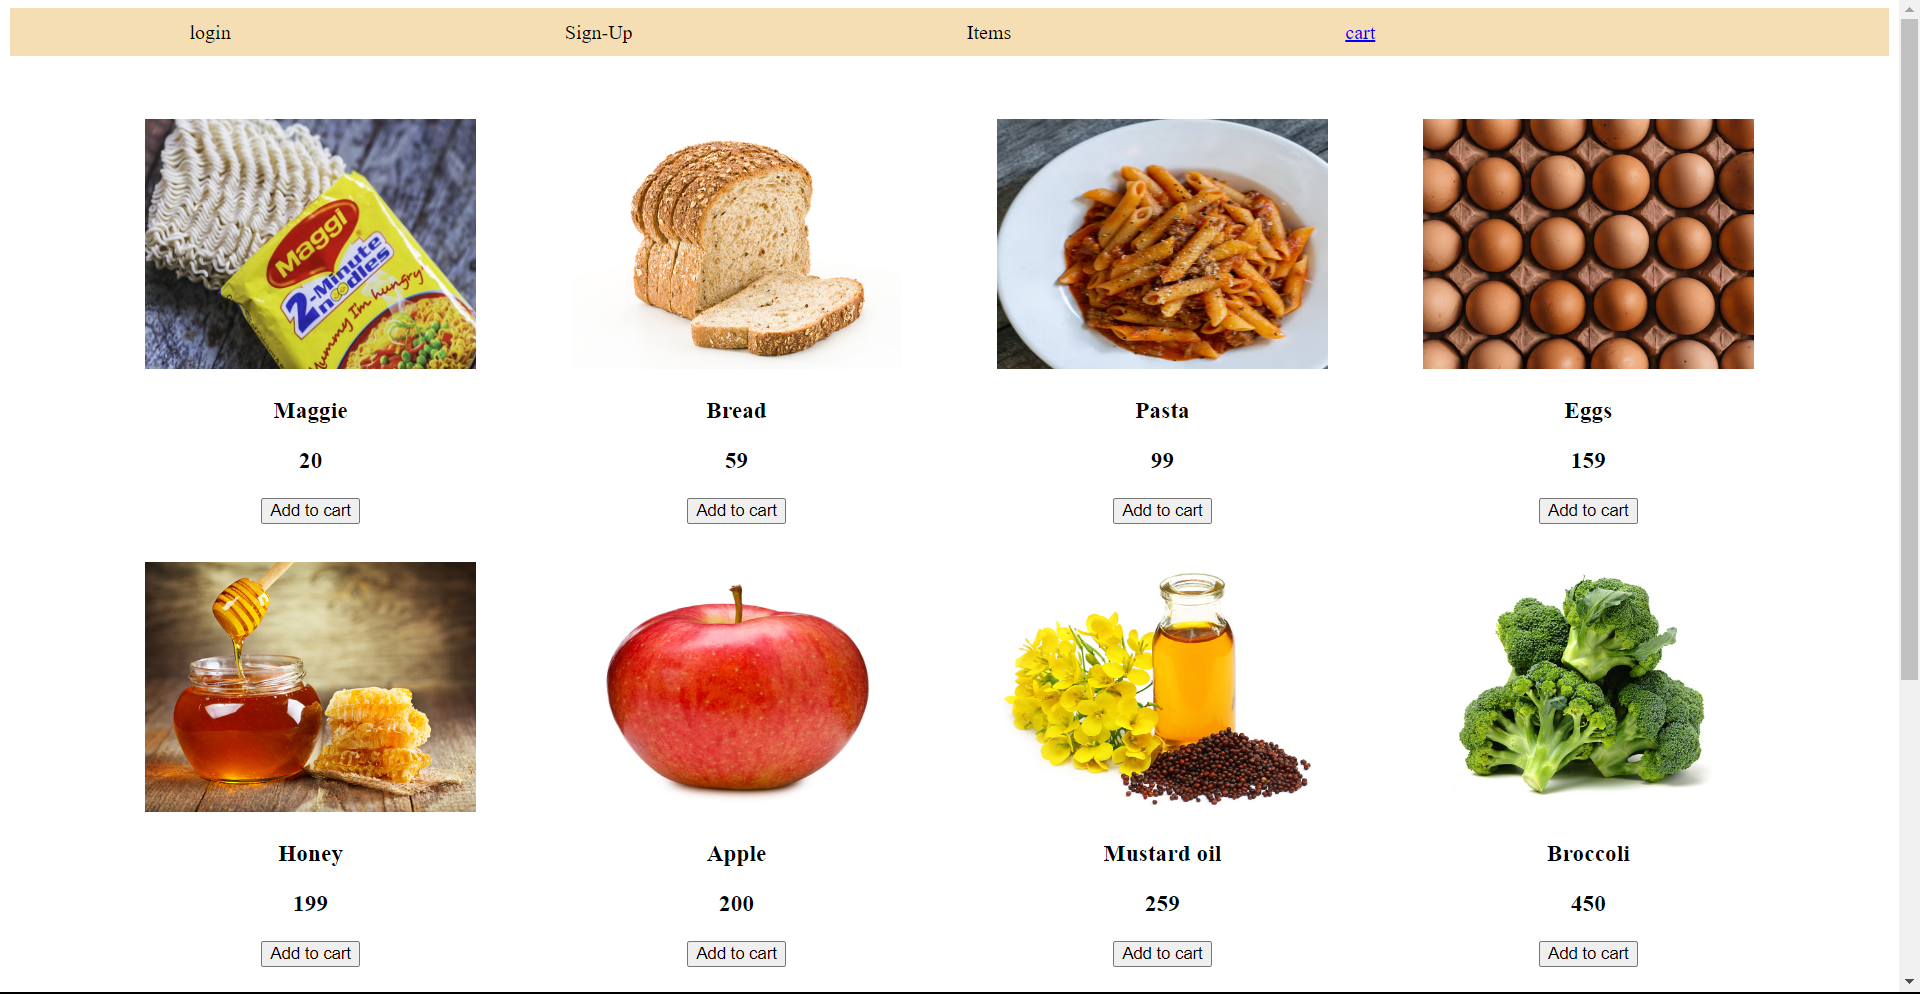 login Sign-Up Items cart
Maggi
2-Minute
noodles
Yummy I'm hungry
Maggie Bread Pasta Eggs
20 59 99 159
Add to cart Add to cart Add to cart Add to cart
Honey Apple Mustard oil Broccoli
199 200 259 450
Add to cart Add to cart Add to cart Add to cart